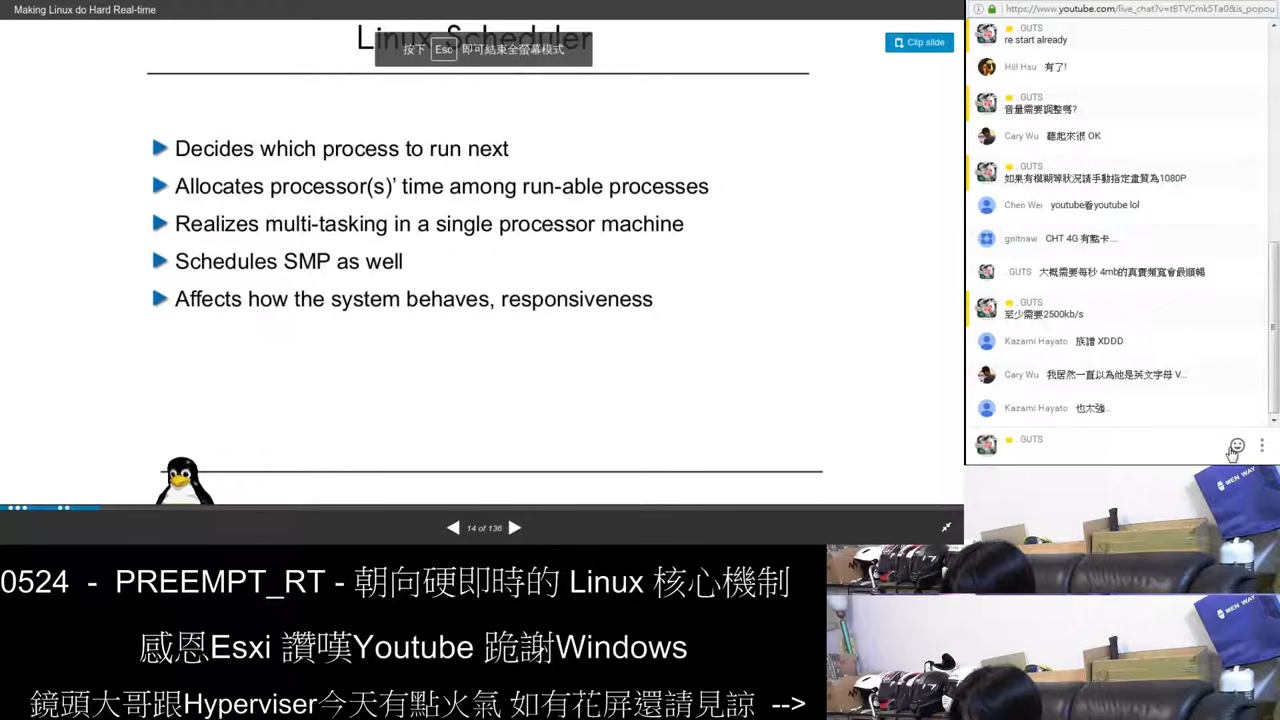 Making Linux do Hard Real-time
Linux Scheduler
按下 Esc 即可結束全螢幕模式
Clip slide
Decides which process to run next
Allocates processor(s)’ time among run-able processes
Realizes multi-tasking in a single processor machine
Schedules SMP as well
Affects how the system behaves, responsiveness
14 of 136
https://www.youtube.com/live_chat?v=tBTVCmk5Ta0&is_popou
. GUTS
re start already
Hill Hsu 有了!
. GUTS
音量需要調整嗎?
Cary Wu 聽起來很 OK
. GUTS
如果有模糊等狀況請手動指定畫質為1080P
Chen Wei youtube看youtube lol
gnitnaw CHT 4G 有點卡....
. GUTS 大概需要每秒 4mb的真實頻寬會最順暢
. GUTS
至少需要2500kb/s
Kazami Hayato 族譜 XDDD
Cary Wu 我居然一直以為他是英文字母 V...
Kazami Hayato 也太強..
. GUTS
MEN WAY
0524 - PREEMPT_RT - 朝向硬即時的 Linux 核心機制
感恩Esxi 讚嘆Youtube 跪謝Windows
鏡頭大哥跟Hyperviser今天有點火氣 如有花屏還請見諒 -->
MEN WAY